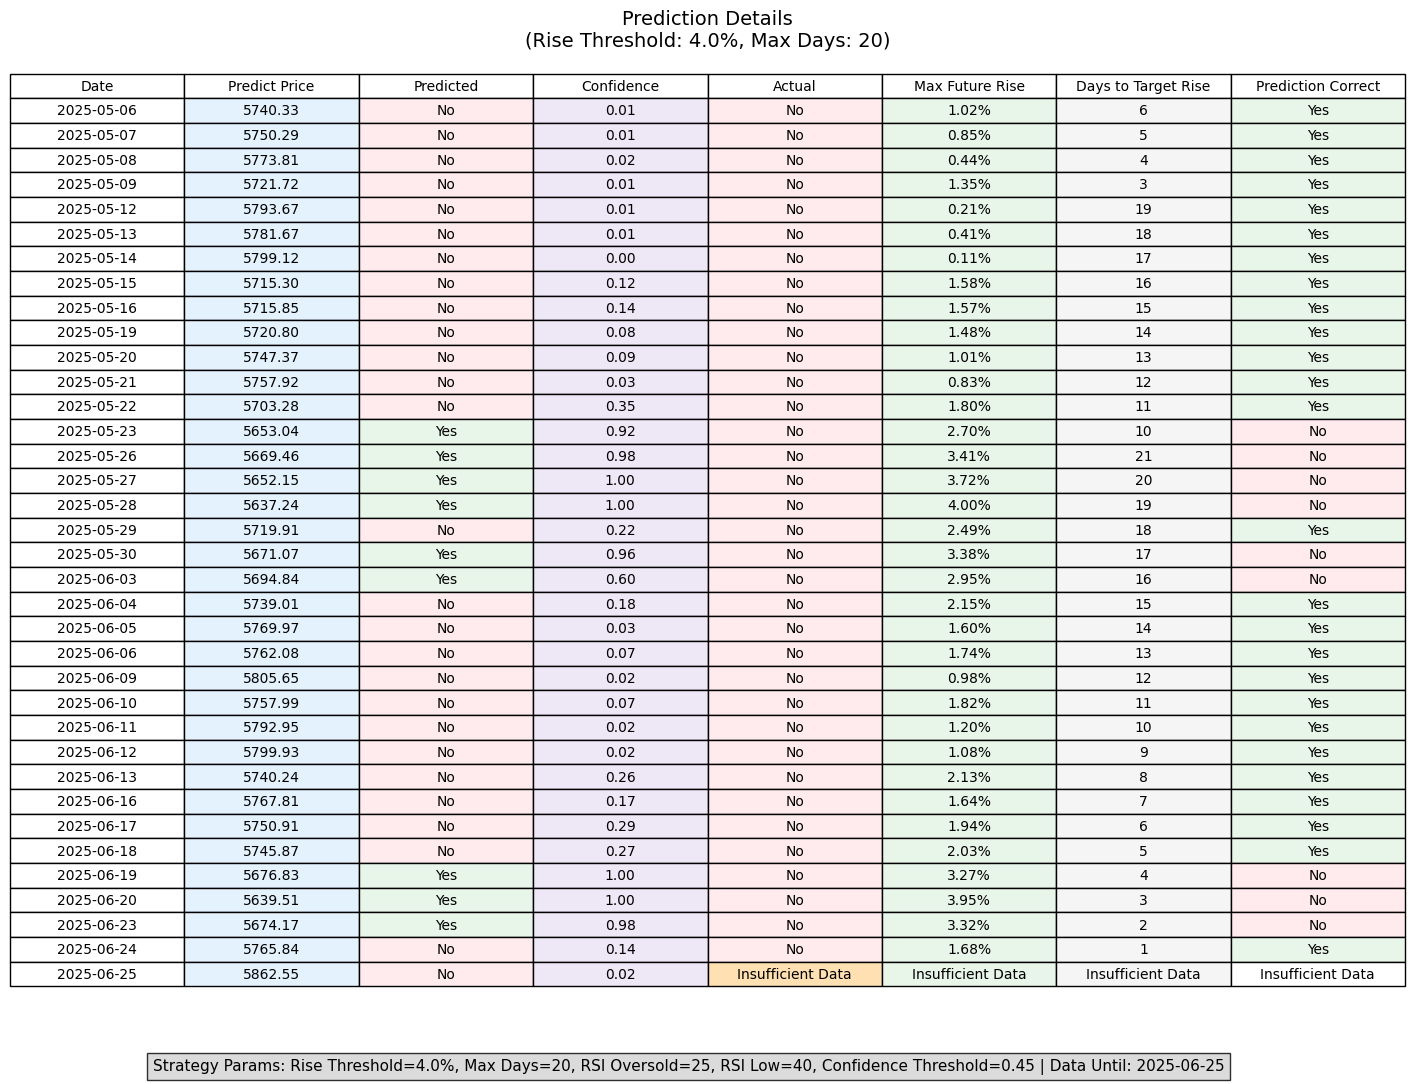 Prediction Details
(Rise Threshold: 4.0%, Max Days: 20)
Date Predict Price Predicted Confidence Actual Max Future Rise Days to Target Rise Prediction Correct
2025-05-06 5740.33 No 0.01 No 1.02% 6 Yes
2025-05-07 5750.29 No 0.01 No 0.85% 5 Yes
2025-05-08 5773.81 No 0.02 No 0.44% 4 Yes
2025-05-09 5721.72 No 0.01 No 1.35% 3 Yes
2025-05-12 5793.67 No 0.01 No 0.21% 19 Yes
2025-05-13 5781.67 No 0.01 No 0.41% 18 Yes
2025-05-14 5799.12 No 0.00 No 0.11% 17 Yes
2025-05-15 5715.30 No 0.12 No 1.58% 16 Yes
2025-05-16 5715.85 No 0.14 No 1.57% 15 Yes
2025-05-19 5720.80 No 0.08 No 1.48% 14 Yes
2025-05-20 5747.37 No 0.09 No 1.01% 13 Yes
2025-05-21 5757.92 No 0.03 No 0.83% 12 Yes
2025-05-22 5703.28 No 0.35 No 1.80% 11 Yes
2025-05-23 5653.04 Yes 0.92 No 2.70% 10 No
2025-05-26 5669.46 Yes 0.98 No 3.41% 21 No
2025-05-27 5652.15 Yes 1.00 No 3.72% 20 No
2025-05-28 5637.24 Yes 1.00 No 4.00% 19 No
2025-05-29 5719.91 No 0.22 No 2.49% 18 Yes
2025-05-30 5671.07 Yes 0.96 No 3.38% 17 No
2025-06-03 5694.84 Yes 0.60 No 2.95% 16 No
2025-06-04 5739.01 No 0.18 No 2.15% 15 Yes
2025-06-05 5769.97 No 0.03 No 1.60% 14 Yes
2025-06-06 5762.08 No 0.07 No 1.74% 13 Yes
2025-06-09 5805.65 No 0.02 No 0.98% 12 Yes
2025-06-10 5757.99 No 0.07 No 1.82% 11 Yes
2025-06-11 5792.95 No 0.02 No 1.20% 10 Yes
2025-06-12 5799.93 No 0.02 No 1.08% 9 Yes
2025-06-13 5740.24 No 0.26 No 2.13% 8 Yes
2025-06-16 5767.81 No 0.17 No 1.64% 7 Yes
2025-06-17 5750.91 No 0.29 No 1.94% 6 Yes
2025-06-18 5745.87 No 0.27 No 2.03% 5 Yes
2025-06-19 5676.83 Yes 1.00 No 3.27% 4 No
2025-06-20 5639.51 Yes 1.00 No 3.95% 3 No
2025-06-23 5674.17 Yes 0.98 No 3.32% 2 No
2025-06-24 5765.84 No 0.14 No 1.68% 1 Yes
2025-06-25 5862.55 No 0.02 Insufficient Data Insufficient Data Insufficient Data Insufficient Data
Strategy Params: Rise Threshold=4.0%, Max Days=20, RSI Oversold=25, RSI Low=40, Confidence Threshold=0.45 | Data Until: 2025-06-25